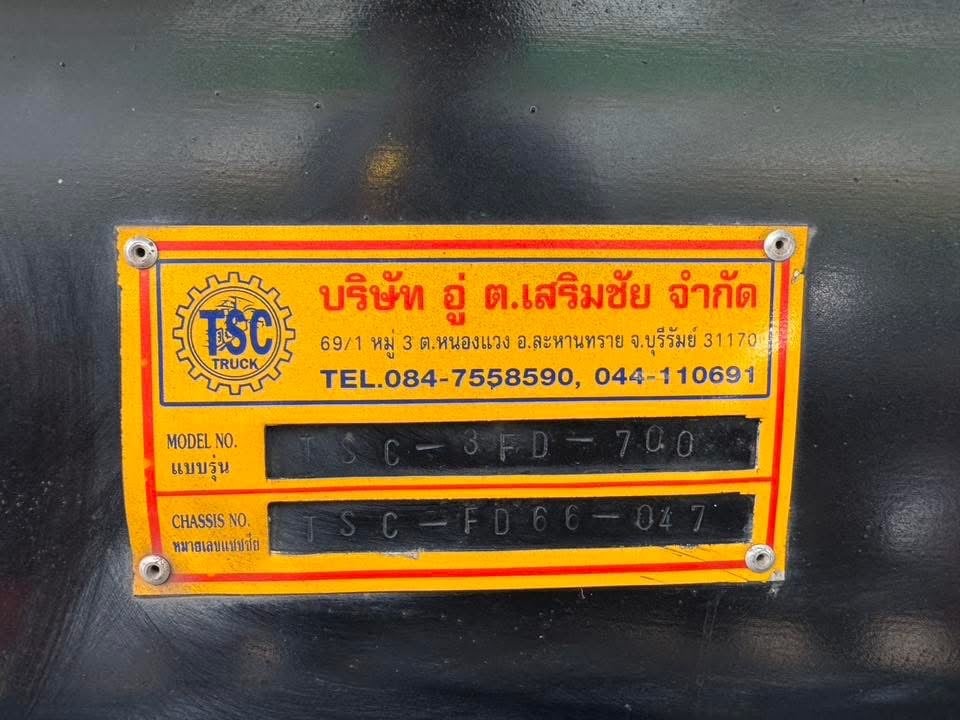 TSC
TRUCK
บริษัท อู่ ต.เสริมชัย จำกัด
69/1 หมู่ 3 ต.หนองแวง อ.ละหานทราย จ.บุรีรัมย์ 31170
TEL.084-7558590, 044-110691
MODEL NO.
แบบรุ่น
TSC-3FD-700
CHASSIS NO.
หมายเลขแชชชีย
TSC-FD66-047